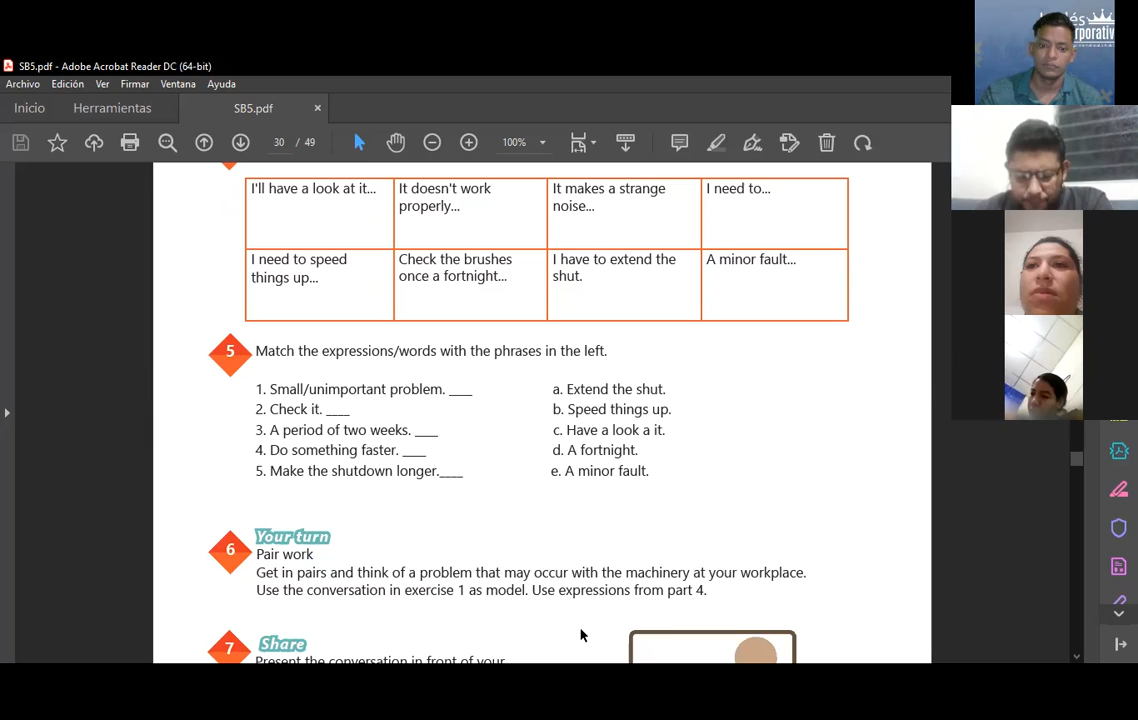 SB5.pdf - Adobe Acrobat Reader DC (64-bit)
Archivo Edición Ver Firmar Ventana Ayuda
Inicio Herramientas SB5.pdf ×
30 / 49 100%
I'll have a look at it...
It doesn't work
properly...
It makes a strange
noise...
I need to...
I need to speed
things up...
Check the brushes
once a fortnight...
I have to extend the
shut.
A minor fault...
5 Match the expressions/words with the phrases in the left.
1. Small/unimportant problem. ____
a. Extend the shut.
2. Check it. ____
b. Speed things up.
3. A period of two weeks. ____
c. Have a look a it.
4. Do something faster. ____
d. A fortnight.
5. Make the shutdown longer.____
e. A minor fault.
6 Your turn
Pair work
Get in pairs and think of a problem that may occur with the machinery at your workplace.
Use the conversation in exercise 1 as model. Use expressions from part 4.
7 Share
Present the conversation in front of your